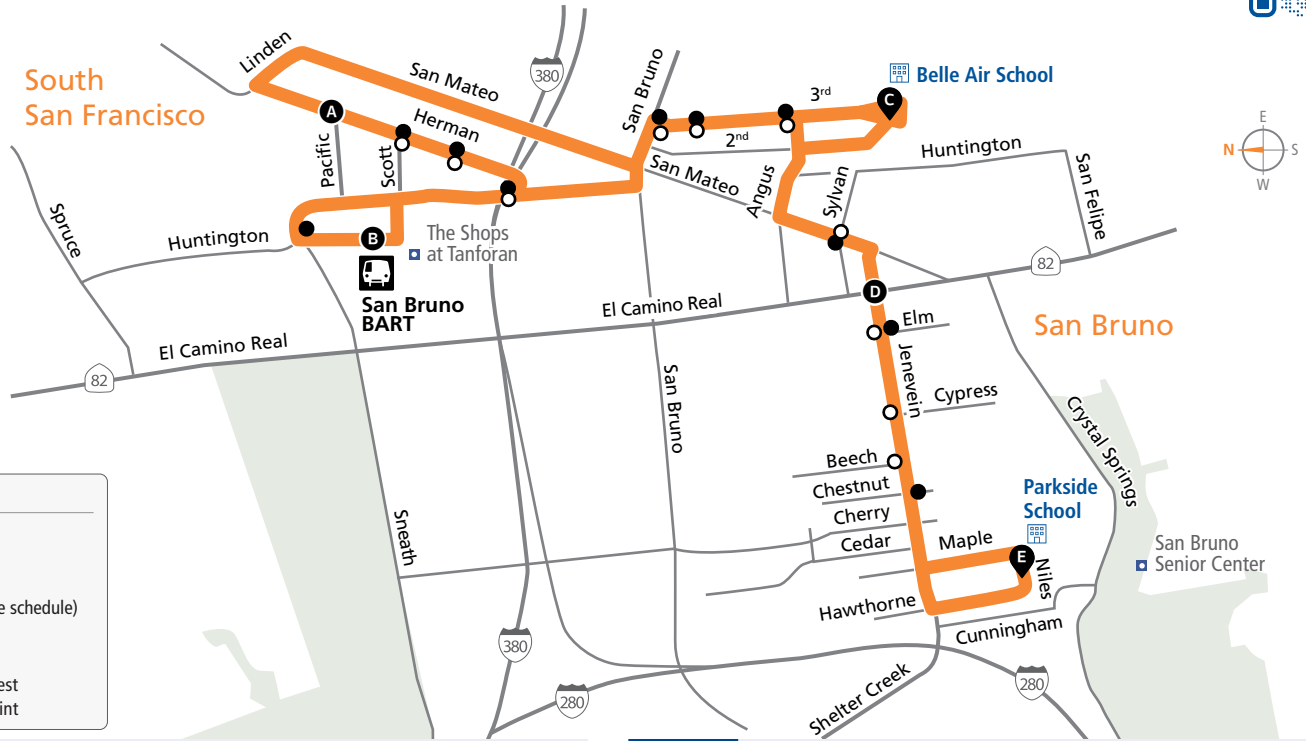 South
San Francisco
Linden
San Mateo
380
San Bruno
3rd
Belle Air School
C
A
Herman
2nd
Pacific
Scott
San Mateo
Angus
Sylvan
Huntington
San Felipe
E
N
S
W
Spruce
Huntington
B
The Shops
at Tanforan
San Bruno
BART
El Camino Real
82
D
El Camino Real
82
Elm
San Bruno
Jenevein
San Bruno
Cypress
Crystal Springs
Beech
Chestnut
Cherry
Cedar
Maple
Parkside
School
E
Niles
San Bruno
Senior Center
Sneath
Hawthorne
Cunningham
e schedule)
est
int
380
280
Shelter Creek
280